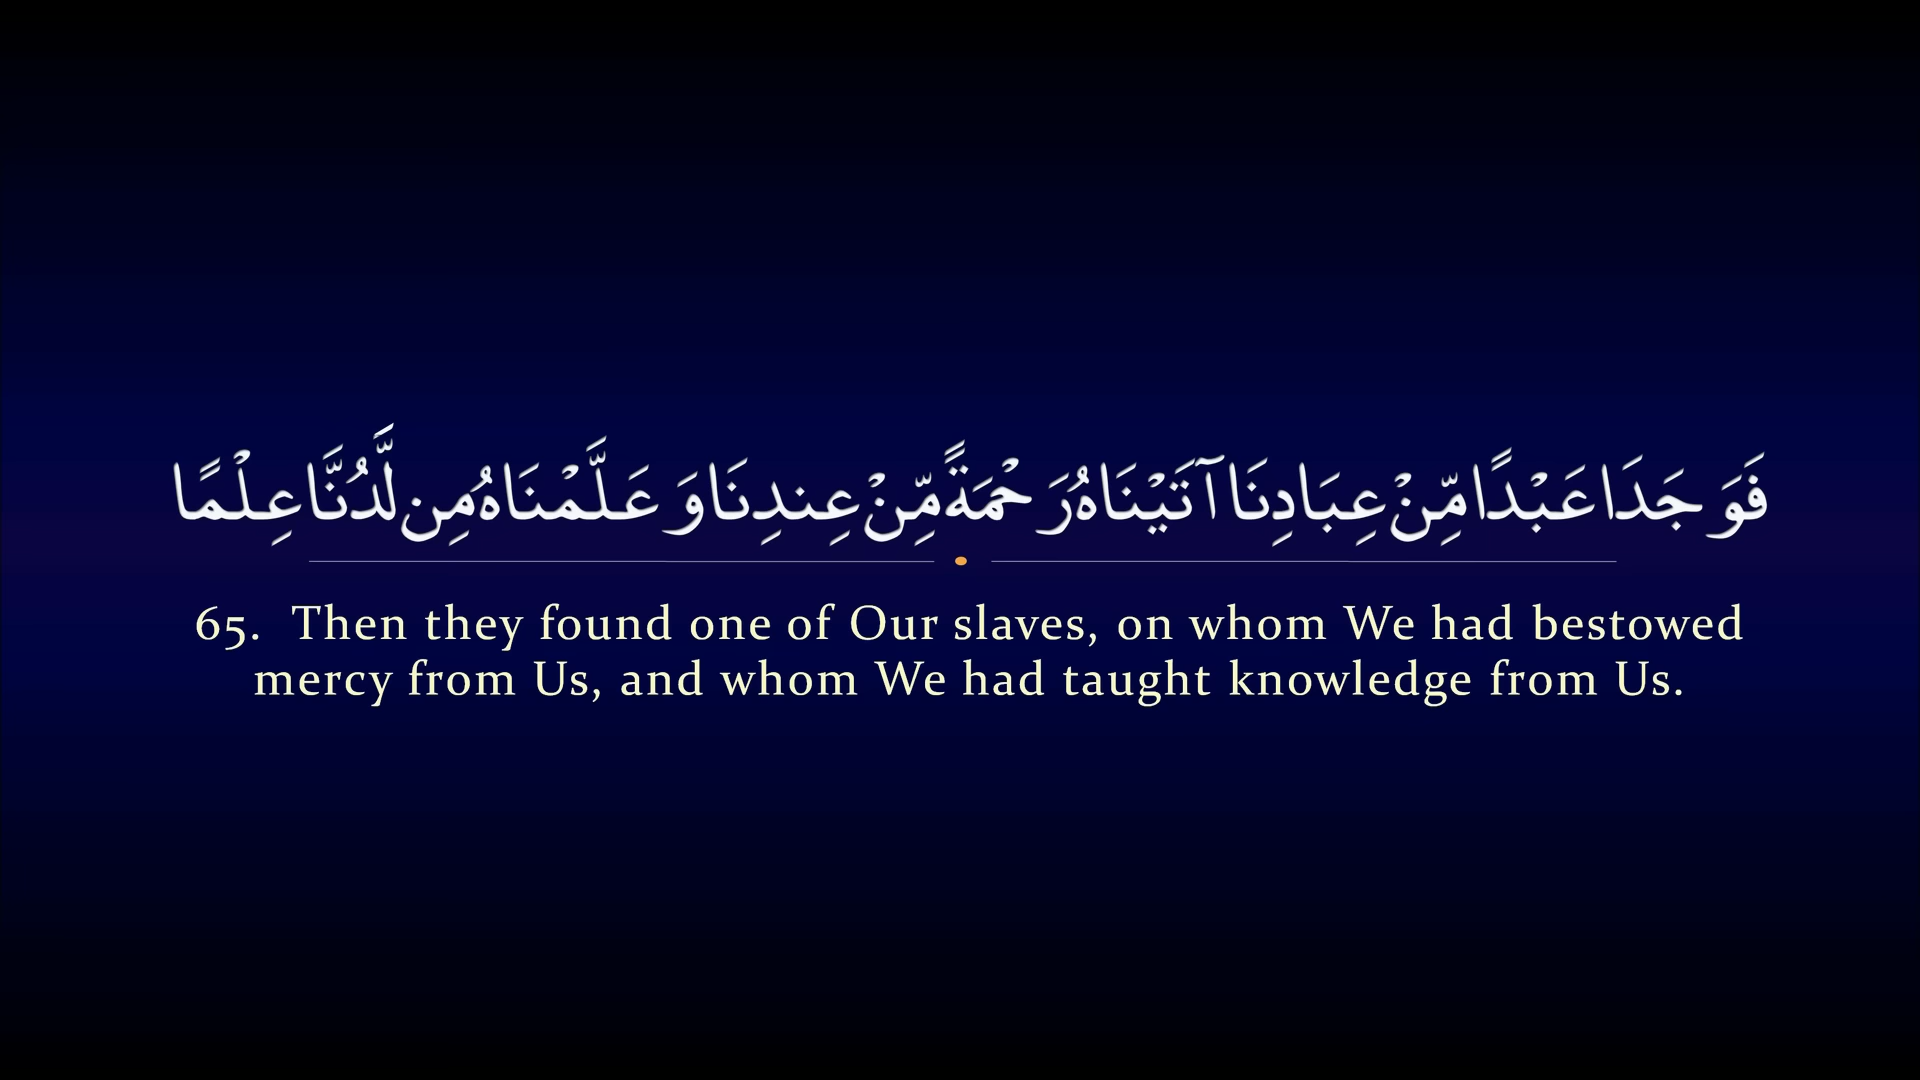 فَوَجَدَا عَبْدًا مِّنْ عِبَادِنَا آتَيْنَاهُ رَحْمَةً مِّنْ عِندِنَا وَعَلَّمْنَاهُ مِن لَّدُنَّا عِلْمًا
65. Then they found one of Our slaves, on whom We had bestowed
mercy from Us, and whom We had taught knowledge from Us.